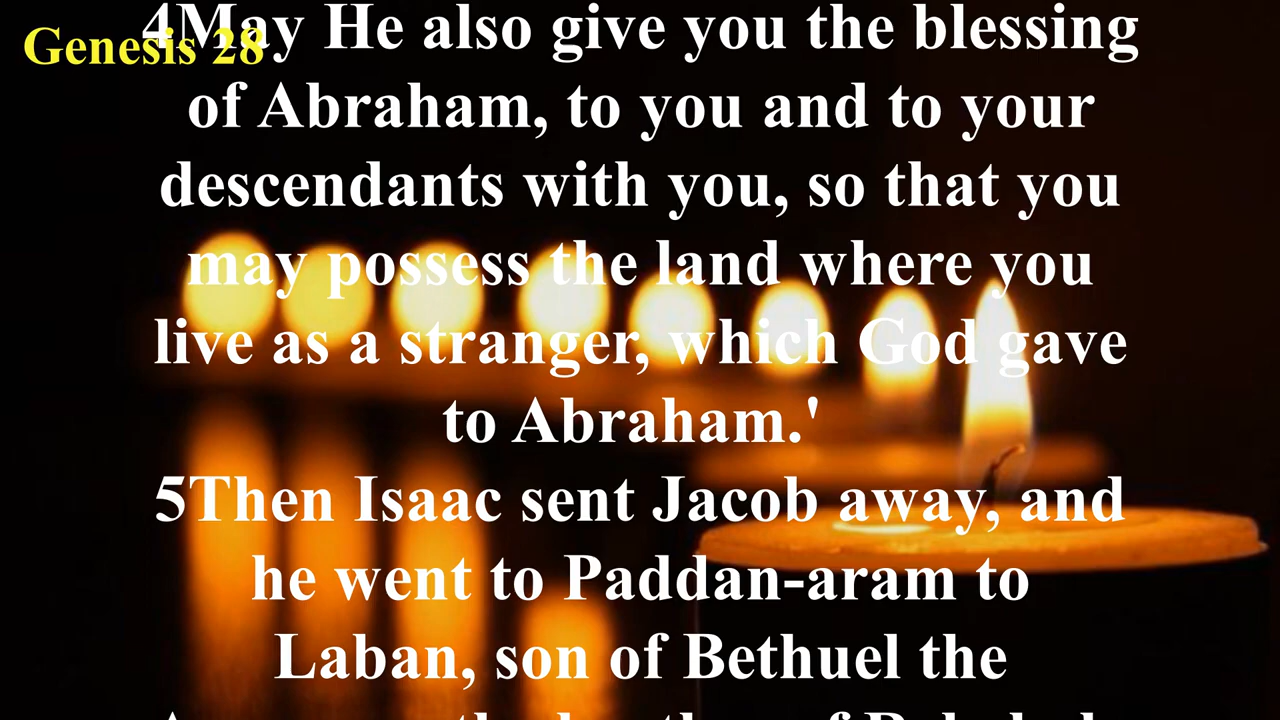 Genesis 28
4May He also give you the blessing
of Abraham, to you and to your
descendants with you, so that you
may possess the land where you
live as a stranger, which God gave
to Abraham.'
5Then Isaac sent Jacob away, and
he went to Paddan-aram to
Laban, son of Bethuel the